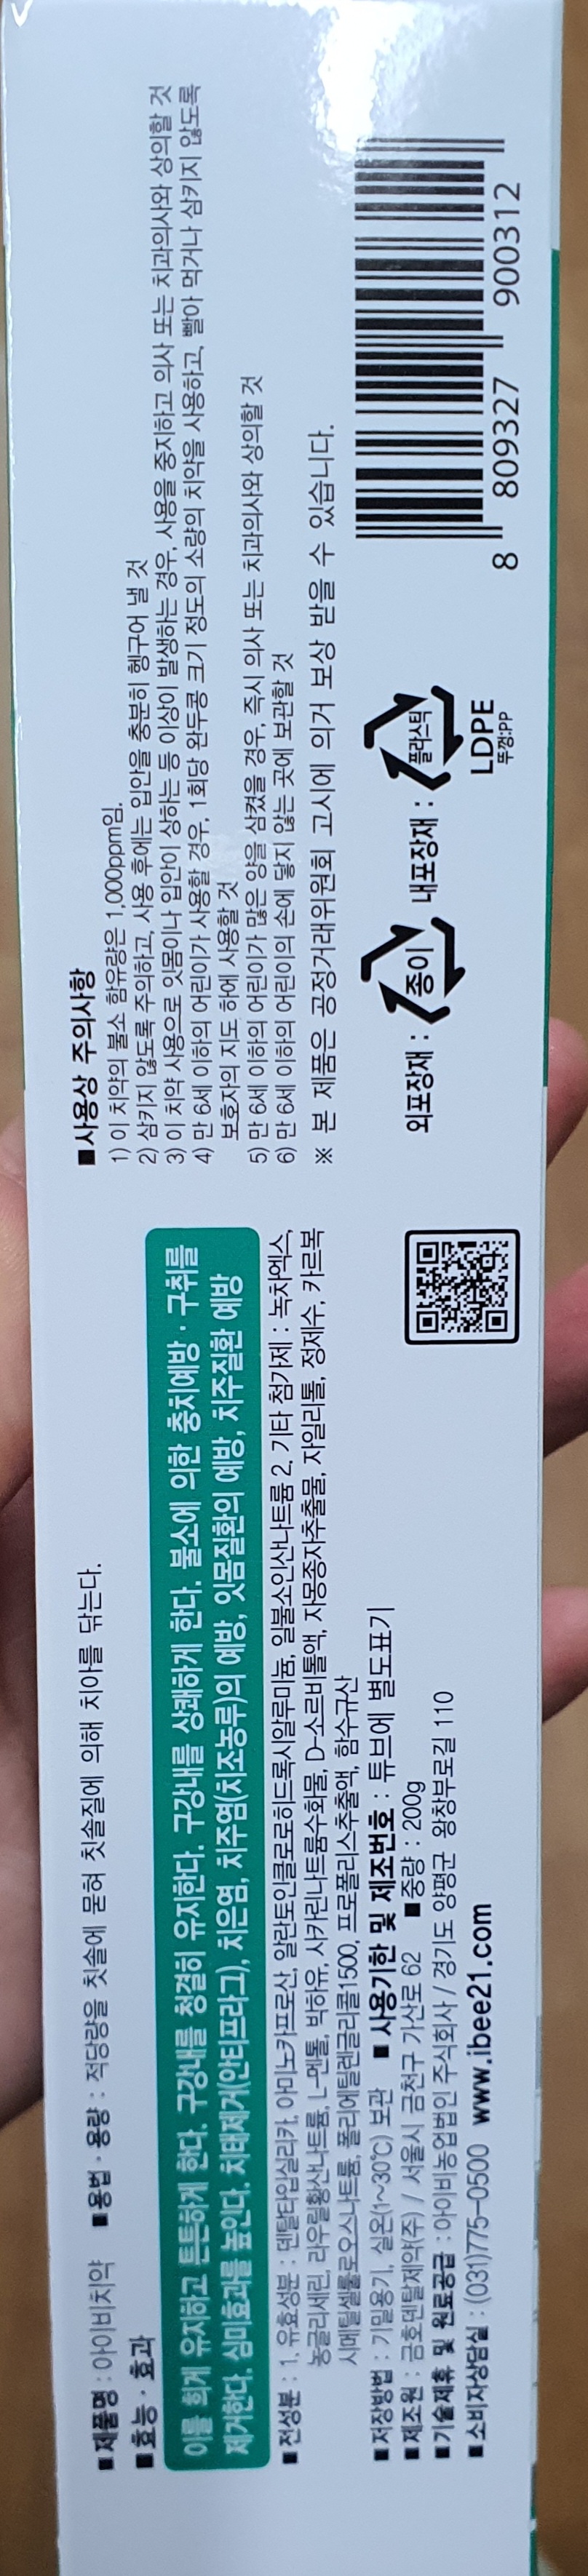 ■제품명 : 아이비치약 ■용법 · 용량 : 적당량을 칫솔에 묻혀 칫솔질에 의해 치아를 닦는다.
■효능 · 효과
이를 희게 유지하고 튼튼하게 한다. 구강내를 청결히 유지한다. 구강내를 상쾌하게 한다. 불소에 의한 충치예방 · 구취를
제거한다. 심미효과를 높인다. 치태제거(안티프라그), 치은염, 치주염(치조농루)의 예방, 잇몸질환의 예방, 치주질환 예방
■전성분 : 1. 유효성분 : 덴탈타입실리카, 아미노카프로산, 알란토인클로로히드록시알루미늄, 일불소인산나트륨 2. 기타 첨가제 : 녹차엑스,
농글리세린, 라우릴황산나트륨, L-멘톨, 박하유, 사카린나트륨수화물, D-소르비톨액, 자몽종자추출물, 자일리톨, 정제수, 카르복
시메틸셀룰로오스나트륨, 폴리에틸렌글리콜1500, 프로폴리스추출액, 함수규산
■저장방법 : 기밀용기, 실온(1~30℃) 보관 ■ 사용기한 및 제조번호 : 튜브에 별도표기
■제조원 : 금호덴탈제약(주) / 서울시 금천구 가산로 62 ■중량 : 200g
■기술제휴 및 원료공급 : 아이비농업법인 주식회사 / 경기도 양평군 왕창부로길 110
■소비자상담실 : (031)775-0500 www.ibee21.com
■사용상 주의사항
1) 이 치약의 불소 함유량은 1,000ppm임.
2) 삼키지 않도록 주의하고, 사용 후에는 입안을 충분히 헹구어 낼 것
3) 이 치약 사용으로 잇몸이나 입안이 상하는 등 이상이 발생하는 경우, 사용을 중지하고 의사 또는 치과의사와 상의할 것
4) 만 6세 이하의 어린이가 사용할 경우, 1회당 완두콩 크기 정도의 소량의 치약을 사용하고, 빨아 먹거나 삼키지 않도록
보호자의 지도 하에 사용할 것
5) 만 6세 이하의 어린이가 많은 양을 삼켰을 경우, 즉시 의사 또는 치과의사와 상의할 것
6) 만 6세 이하의 어린이의 손에 닿지 않는 곳에 보관할 것
※ 본 제품은 공정거래위원회 고시에 의거 보상 받을 수 있습니다.
외포장재 : 종이 내포장재 : 플라스틱
LDPE
뚜껑:PP
8 809327 900312